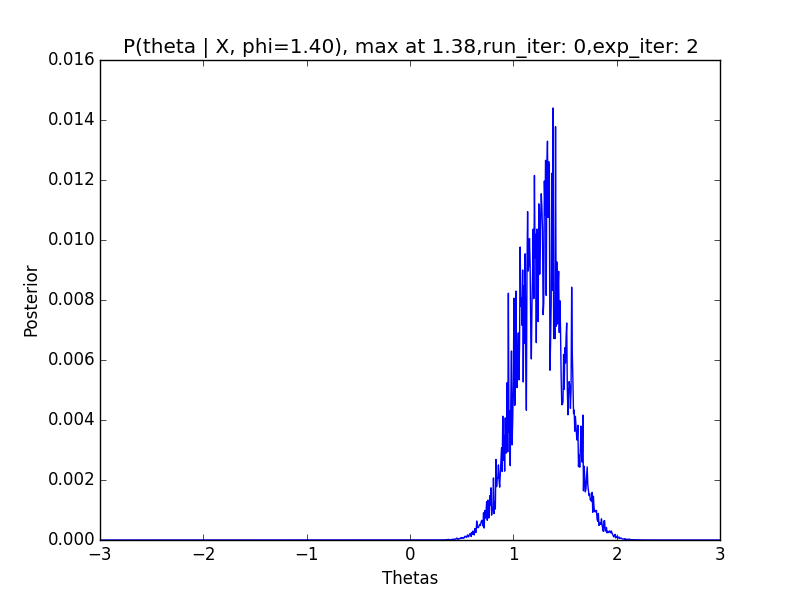 P(theta | X, phi=1.40), max at 1.38,run_iter: 0,exp_iter: 2
0.016
0.014
0.012
0.010
0.008
0.006
0.004
0.002
0.000
Posterior
−3 −2 −1 0 1 2 3
Thetas